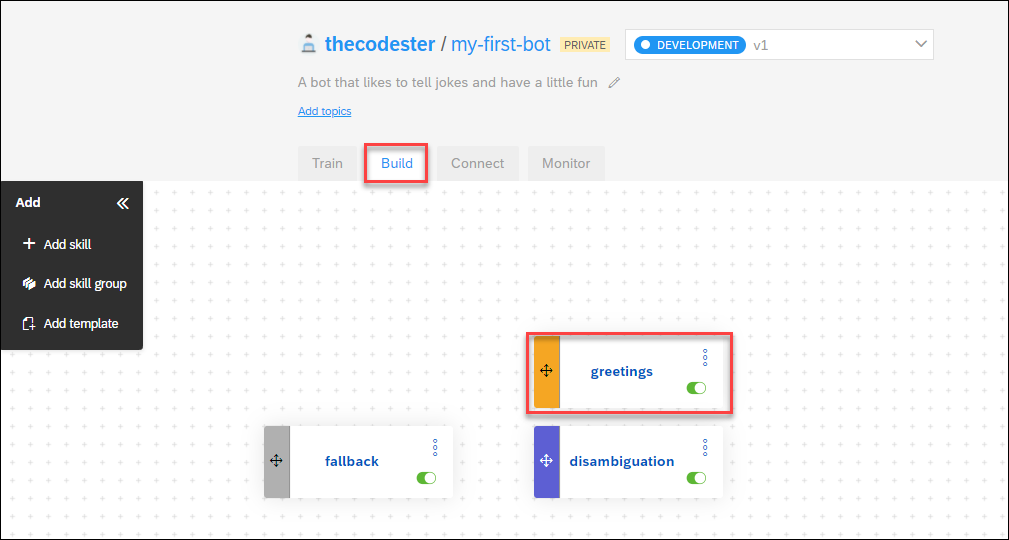 thecodester / my-first-bot PRIVATE DEVELOPMENT v1
A bot that likes to tell jokes and have a little fun
Add topics
Train Build Connect Monitor
Add
Add skill
Add skill group
Add template
greetings
fallback disambiguation